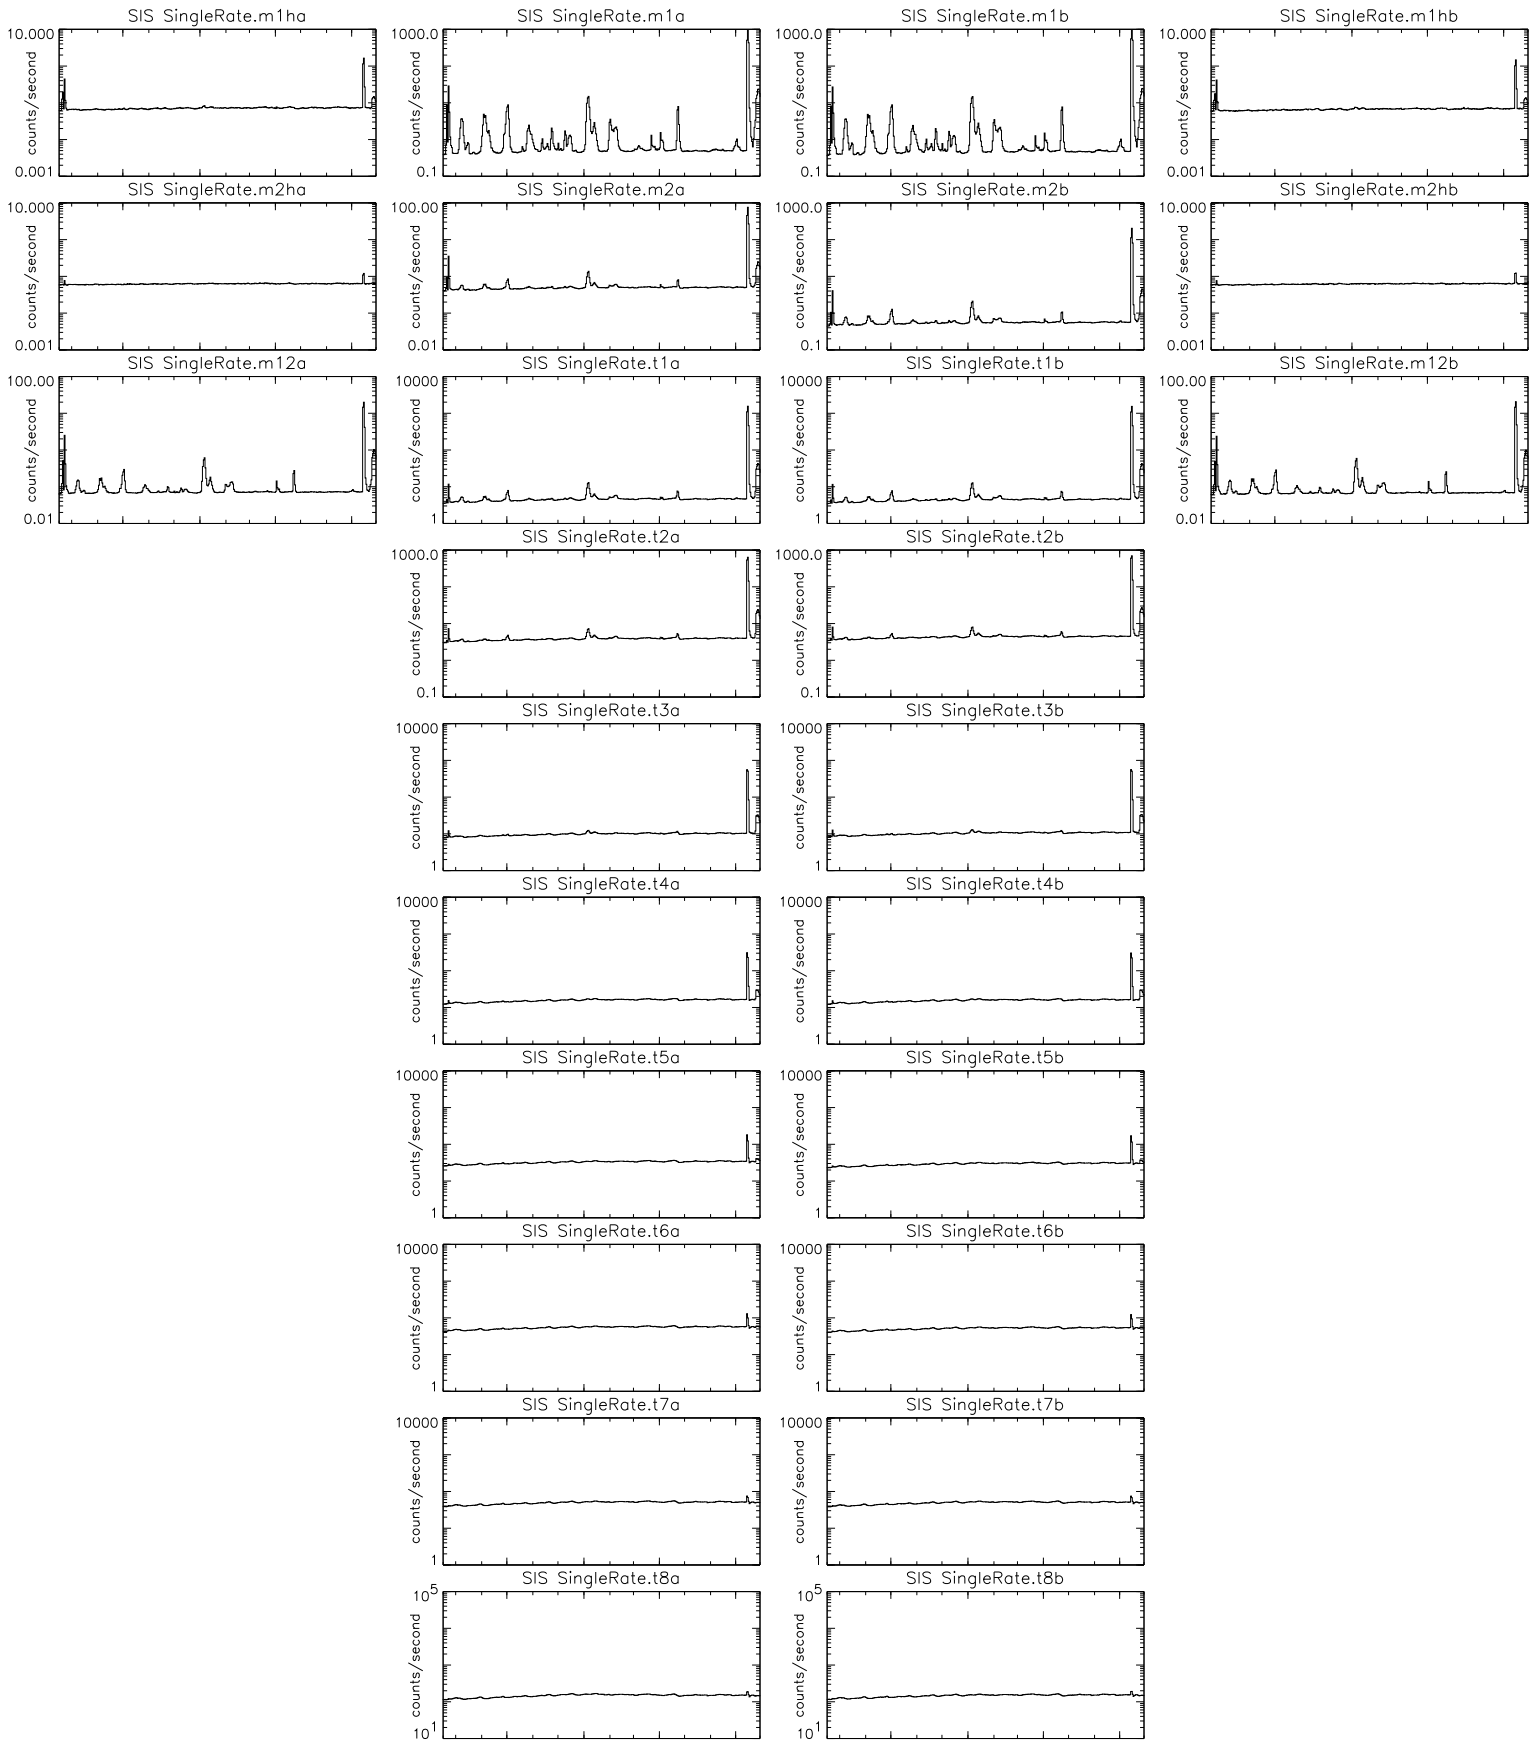 SIS SingleRate.m1ha
10.000
counts/second
0.001
SIS SingleRate.m1a
1000.0
counts/second
0.1
SIS SingleRate.m1b
1000.0
counts/second
0.1
SIS SingleRate.m1hb
10.000
counts/second
0.001
SIS SingleRate.m2ha
10.000
counts/second
0.001
SIS SingleRate.m2a
100.00
counts/second
0.01
SIS SingleRate.m2b
1000.0
counts/second
0.1
SIS SingleRate.m2hb
10.000
counts/second
0.001
SIS SingleRate.m12a
100.00
counts/second
0.01
SIS SingleRate.t1a
10000
counts/second
1
SIS SingleRate.t1b
10000
counts/second
1
SIS SingleRate.m12b
100.00
counts/second
0.01
SIS SingleRate.t2a
1000.0
counts/second
0.1
SIS SingleRate.t2b
1000.0
counts/second
0.1
SIS SingleRate.t3a
10000
counts/second
1
SIS SingleRate.t3b
10000
counts/second
1
SIS SingleRate.t4a
10000
counts/second
1
SIS SingleRate.t4b
10000
counts/second
1
SIS SingleRate.t5a
10000
counts/second
1
SIS SingleRate.t5b
10000
counts/second
1
SIS SingleRate.t6a
10000
counts/second
1
SIS SingleRate.t6b
10000
counts/second
1
SIS SingleRate.t7a
10000
counts/second
1
SIS SingleRate.t7b
10000
counts/second
1
SIS SingleRate.t8a
10⁵
counts/second
10¹
SIS SingleRate.t8b
10⁵
counts/second
10¹